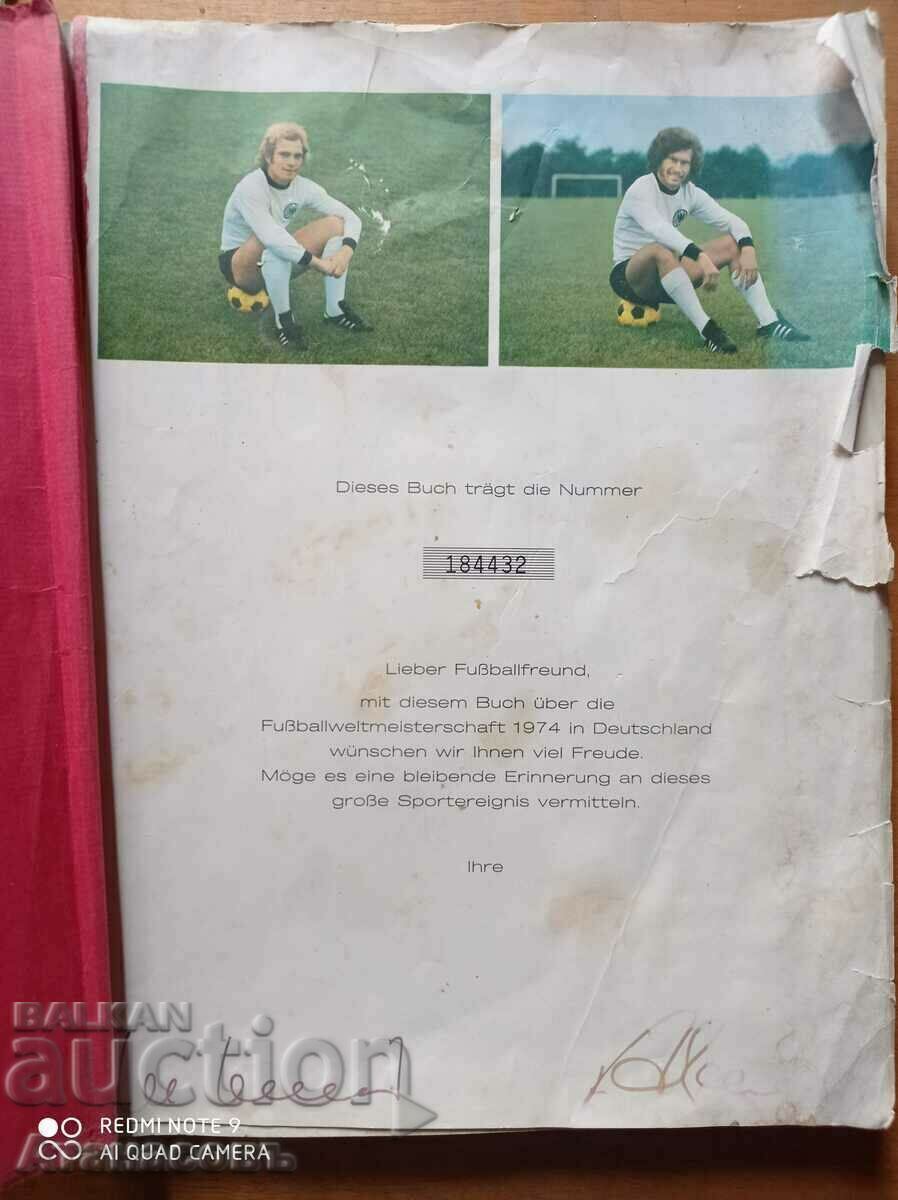 Dieses Buch trägt die Nummer
184432
Lieber Fußballfreund,
mit diesem Buch über die
Fußballweltmeisterschaft 1974 in Deutschland
wünschen wir Ihnen viel Freude.
Möge es eine bleibende Erinnerung an dieses
große Sportereignis vermitteln.
Ihre
BALKAN
auction
REDMI NOTE 9
AI QUAD CAMERA